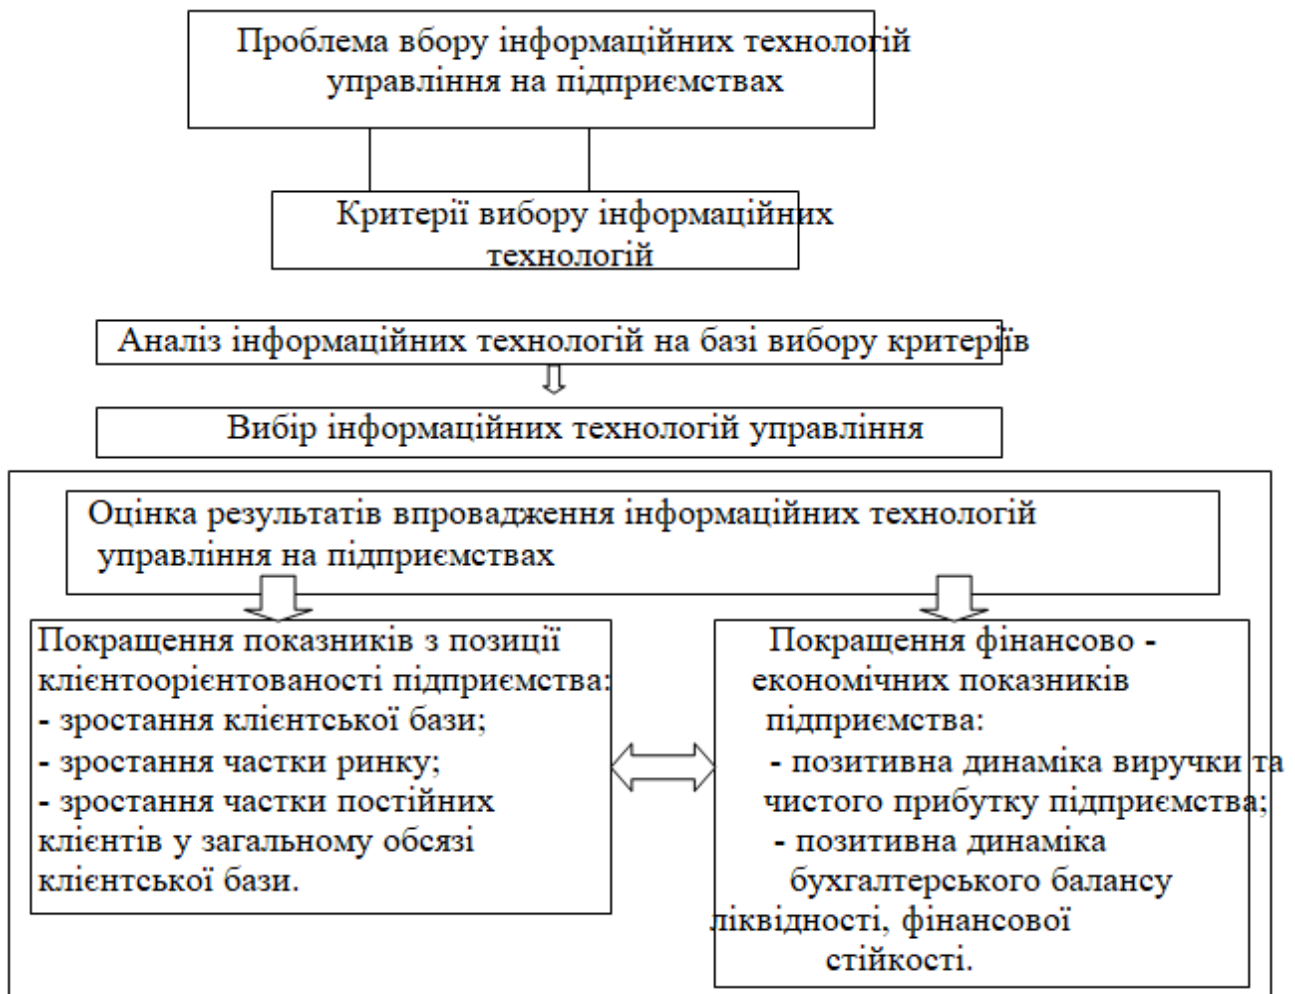 Проблема вбору інформаційних технологій
управління на підприємствах
Критерії вибору інформаційних
технологій
Аналіз інформаційних технологій на базі вибору критеріїв
Вибір інформаційних технологій управління
Оцінка результатів впровадження інформаційних технологій
управління на підприємствах
Покращення показників з позиції
клієнтоорієнтованості підприємства:
- зростання клієнтської бази;
- зростання частки ринку;
- зростання частки постійних
клієнтів у загальному обсязі
клієнтської бази.
Покращення фінансово -
економічних показників
підприємства:
- позитивна динаміка виручки та
чистого прибутку підприємства;
- позитивна динаміка
бухгалтерського балансу
ліквідності, фінансової
стійкості.